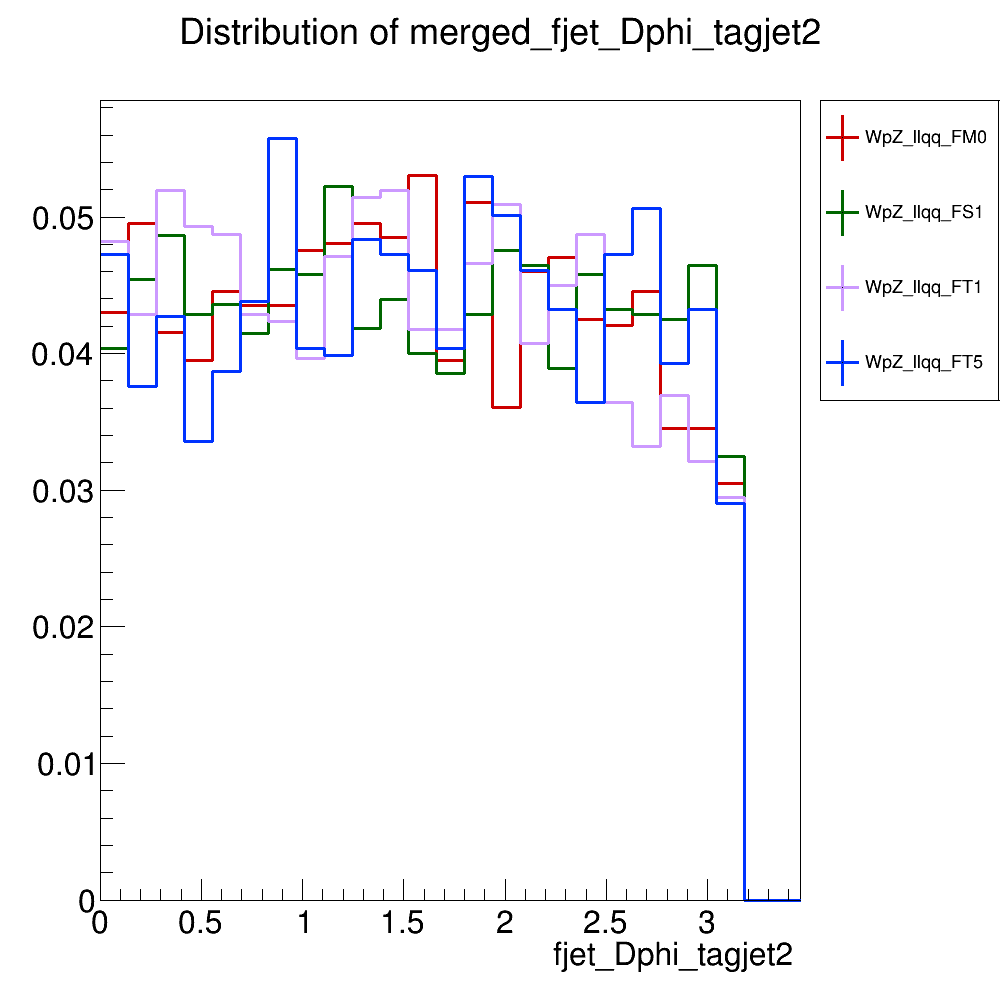 Distribution of merged_fjet_Dphi_tagjet2
WpZ_llqq_FM0
WpZ_llqq_FS1
WpZ_llqq_FT1
WpZ_llqq_FT5
0.05
0.04
0.03
0.02
0.01
0
0 0.5 1 1.5 2 2.5 3
fjet_Dphi_tagjet2